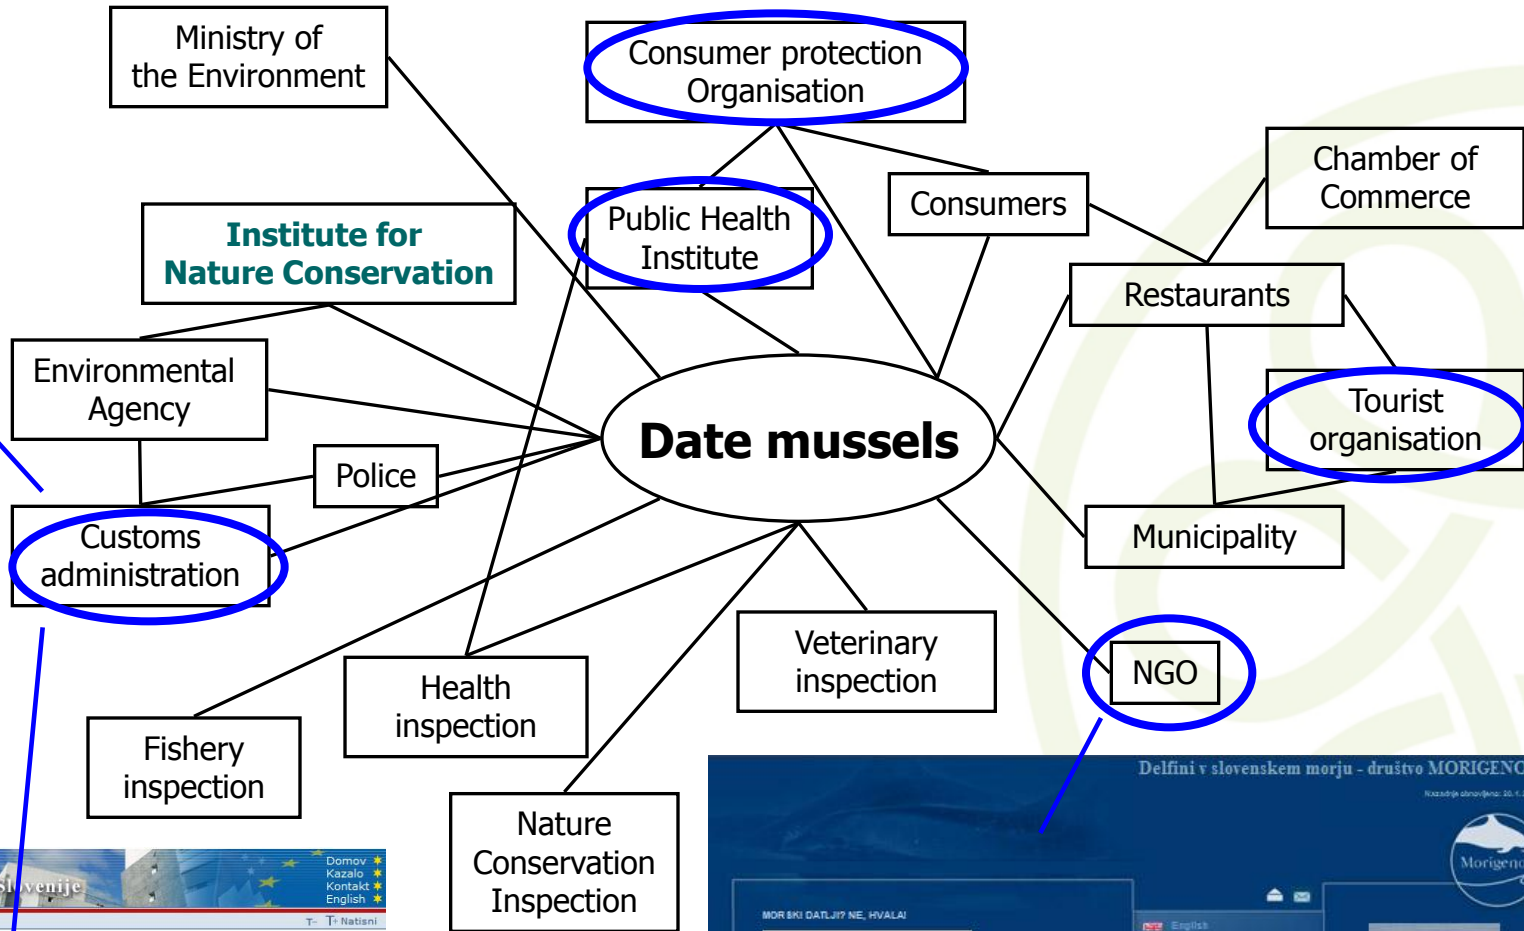 Ministry of
the Environment
Consumer protection
Organisation
Chamber of
Commerce
Institute for
Nature Conservation
Public Health
Institute
Consumers
Restaurants
Environmental
Agency
Tourist
organisation
Date mussels
Police
Customs
administration
Municipality
Veterinary
inspection
NGO
Health
inspection
Fishery
inspection
Nature
Conservation
Inspection
Delfini v slovenskem morju - društvo
Morigenos
MORSKI DATLJI? NE, HVALA!
English
Slovenije
Domov
Kazalo
Kontakt
English
T- T+ Natisni